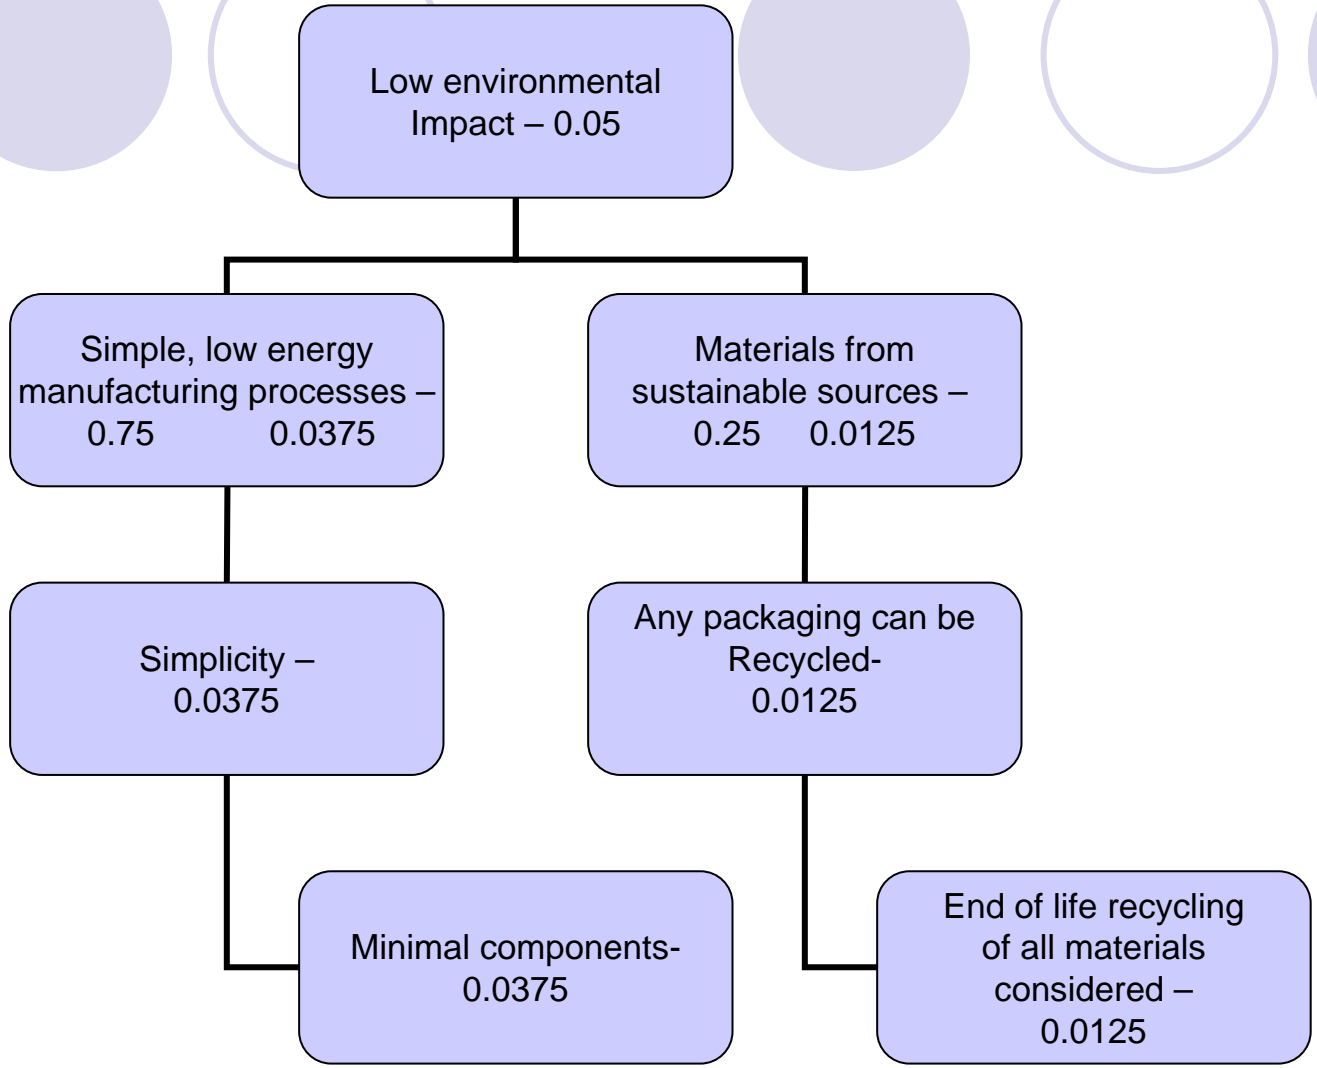 Low environmental
Impact – 0.05
Simple, low energy
manufacturing processes –
0.75 0.0375
Materials from
sustainable sources –
0.25 0.0125
Simplicity –
0.0375
Any packaging can be
Recycled-
0.0125
Minimal components-
0.0375
End of life recycling
of all materials
considered –
0.0125